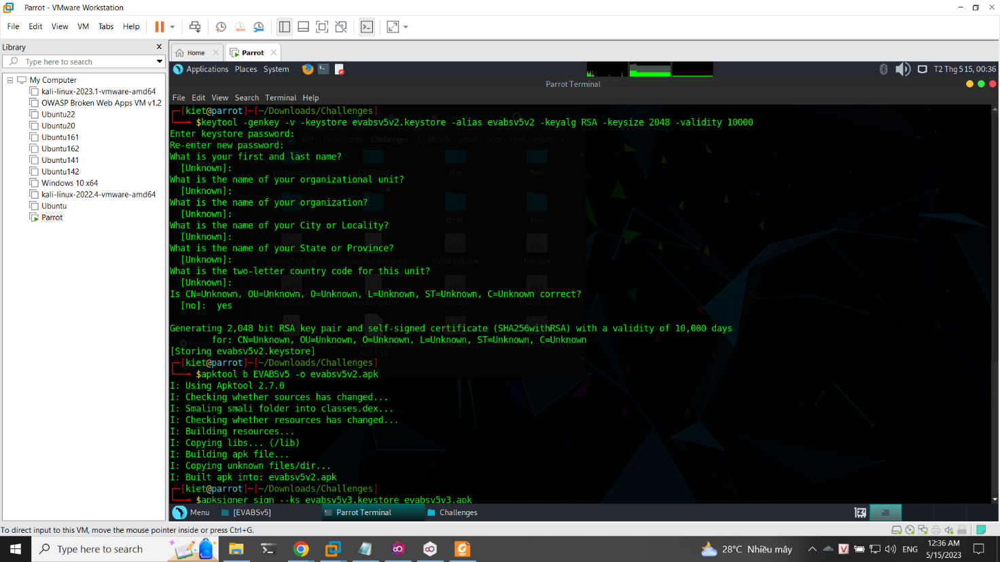 Parrot - VMware Workstation
File Edit View VM Tabs Help
Library
Type here to search
My Computer
kali-linux-2023.1-vmware-amd64
OWASP Broken Web Apps VM v1.2
Ubuntu22
Ubuntu20
Ubuntu161
Ubuntu162
Ubuntu141
Ubuntu142
Windows 10 x64
kali-linux-2022.4-vmware-amd64
Ubuntu
Parrot
Home Parrot
Applications Places System
T2 Thg 5 15, 00:36
Parrot Terminal
File Edit View Search Terminal Help
[kiet@parrot]-[~/Downloads/Challenges]
$keytool -genkey -v -keystore evabsv5v2.keystore -alias evabsv5v2 -keyalg RSA -keysize 2048 -validity 10000
Enter keystore password:
Re-enter new password:
What is your first and last name?
[Unknown]:
What is the name of your organizational unit?
[Unknown]:
What is the name of your organization?
[Unknown]:
What is the name of your City or Locality?
[Unknown]:
What is the name of your State or Province?
[Unknown]:
What is the two-letter country code for this unit?
[Unknown]:
Is CN=Unknown, OU=Unknown, O=Unknown, L=Unknown, ST=Unknown, C=Unknown correct?
[no]: yes
Generating 2,048 bit RSA key pair and self-signed certificate (SHA256withRSA) with a validity of 10,000 days
for: CN=Unknown, OU=Unknown, O=Unknown, L=Unknown, ST=Unknown, C=Unknown
[Storing evabsv5v2.keystore]
[kiet@parrot]-[~/Downloads/Challenges]
$apktool b EVABSv5 -o evabsv5v2.apk
I: Using Apktool 2.7.0
I: Checking whether sources has changed...
I: Smaling smali folder into classes.dex...
I: Checking whether resources has changed...
I: Building resources...
I: Copying libs... (/lib)
I: Building apk file...
I: Copying unknown files/dir...
I: Built apk into: evabsv5v2.apk
[kiet@parrot]-[~/Downloads/Challenges]
$apksigner sign --ks evabsv5v3.keystore evabsv5v3.apk
Menu [EVABSv5] Parrot Terminal Challenges
To direct input to this VM, move the mouse pointer inside or press Ctrl+G.
Type here to search
28°C Nhiều mây
ENG
12:36 AM
5/15/2023